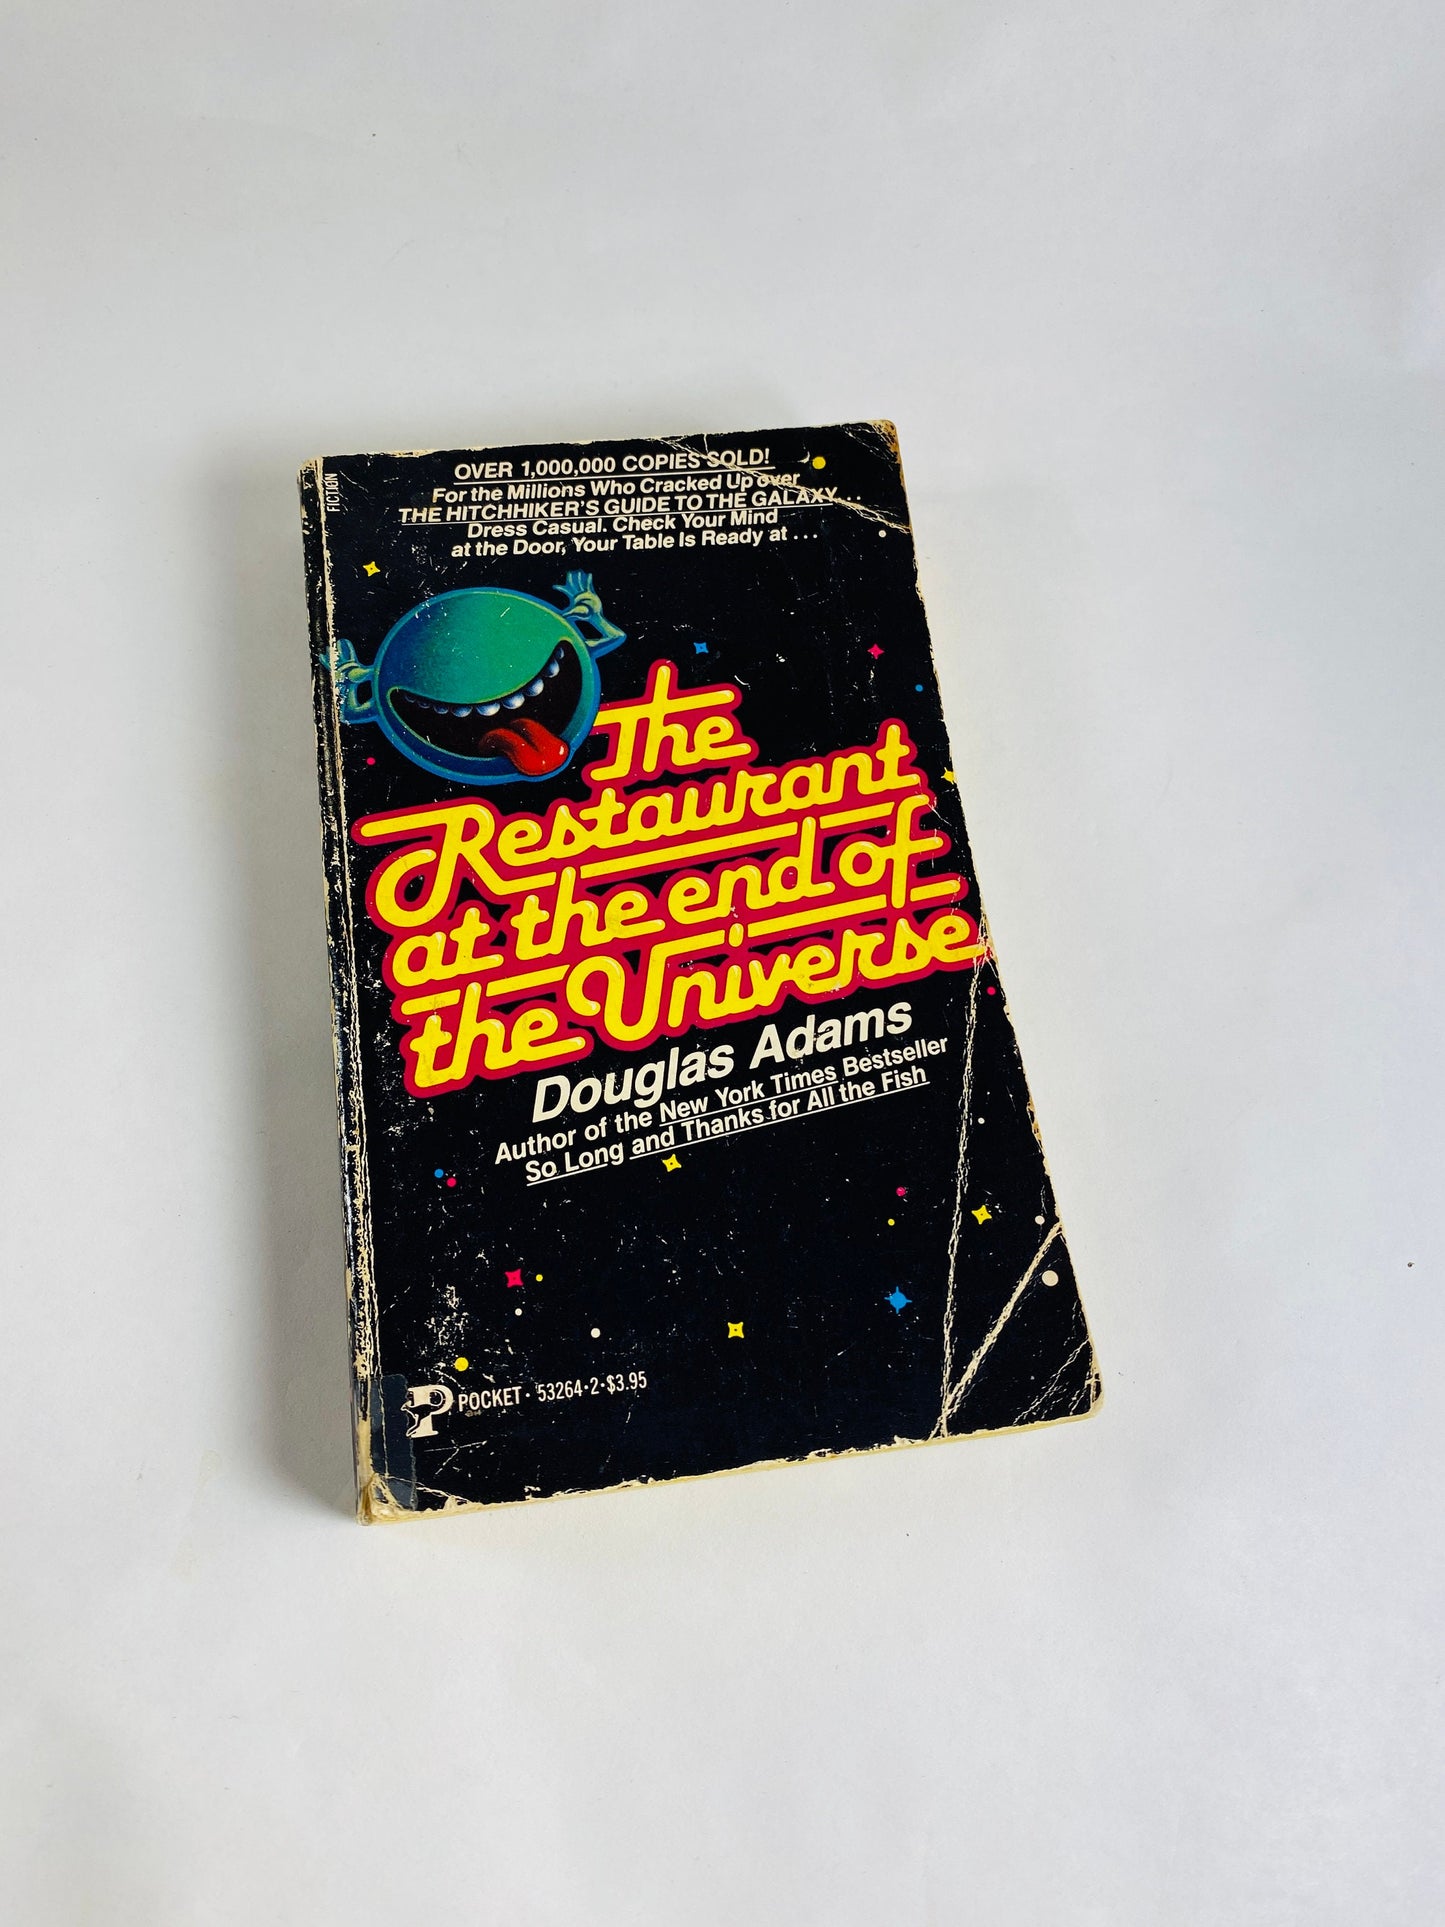 FICTION
OVER 1,000,000 COPIES SOLD!
For the Millions Who Cracked Up over
THE HITCHHIKER'S GUIDE TO THE GALAXY...
Dress Casual. Check Your Mind
at the Door, Your Table Is Ready at...
The
Restaurant
at the end of
the Universe
Douglas Adams
Author of the New York Times Bestseller
So Long and Thanks for All the Fish
POCKET · 53264-2 · $3.95